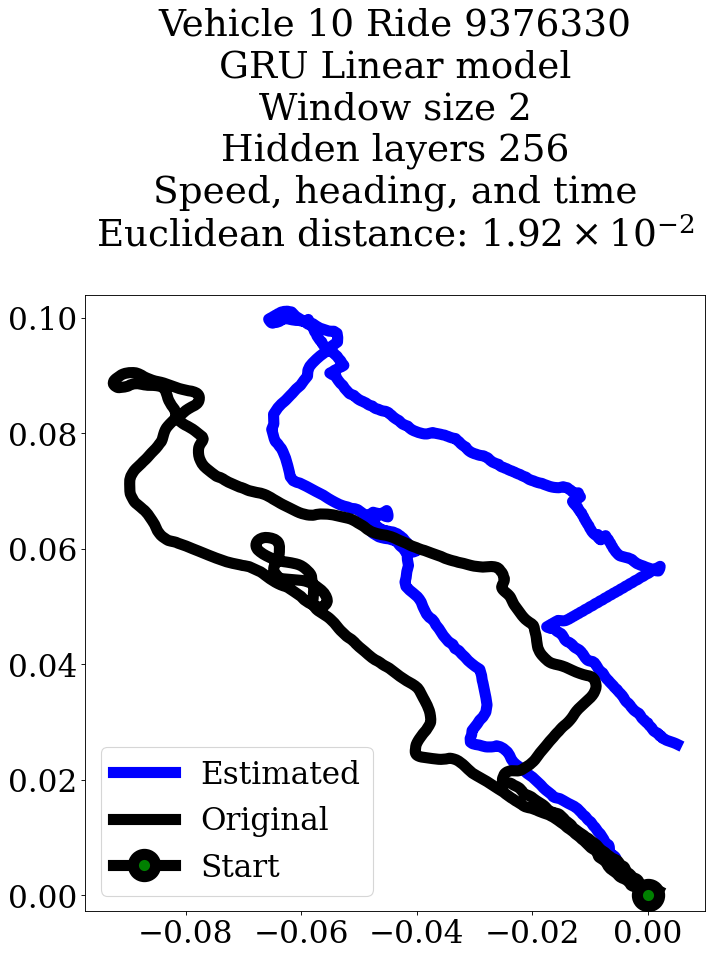 Vehicle 10 Ride 9376330
GRU Linear model
Window size 2
Hidden layers 256
Speed, heading, and time
Euclidean distance: 1.92 × 10⁻²
0.10
0.08
0.06
0.04
0.02
0.00
Estimated
Original
Start
−0.08 −0.06 −0.04 −0.02 0.00